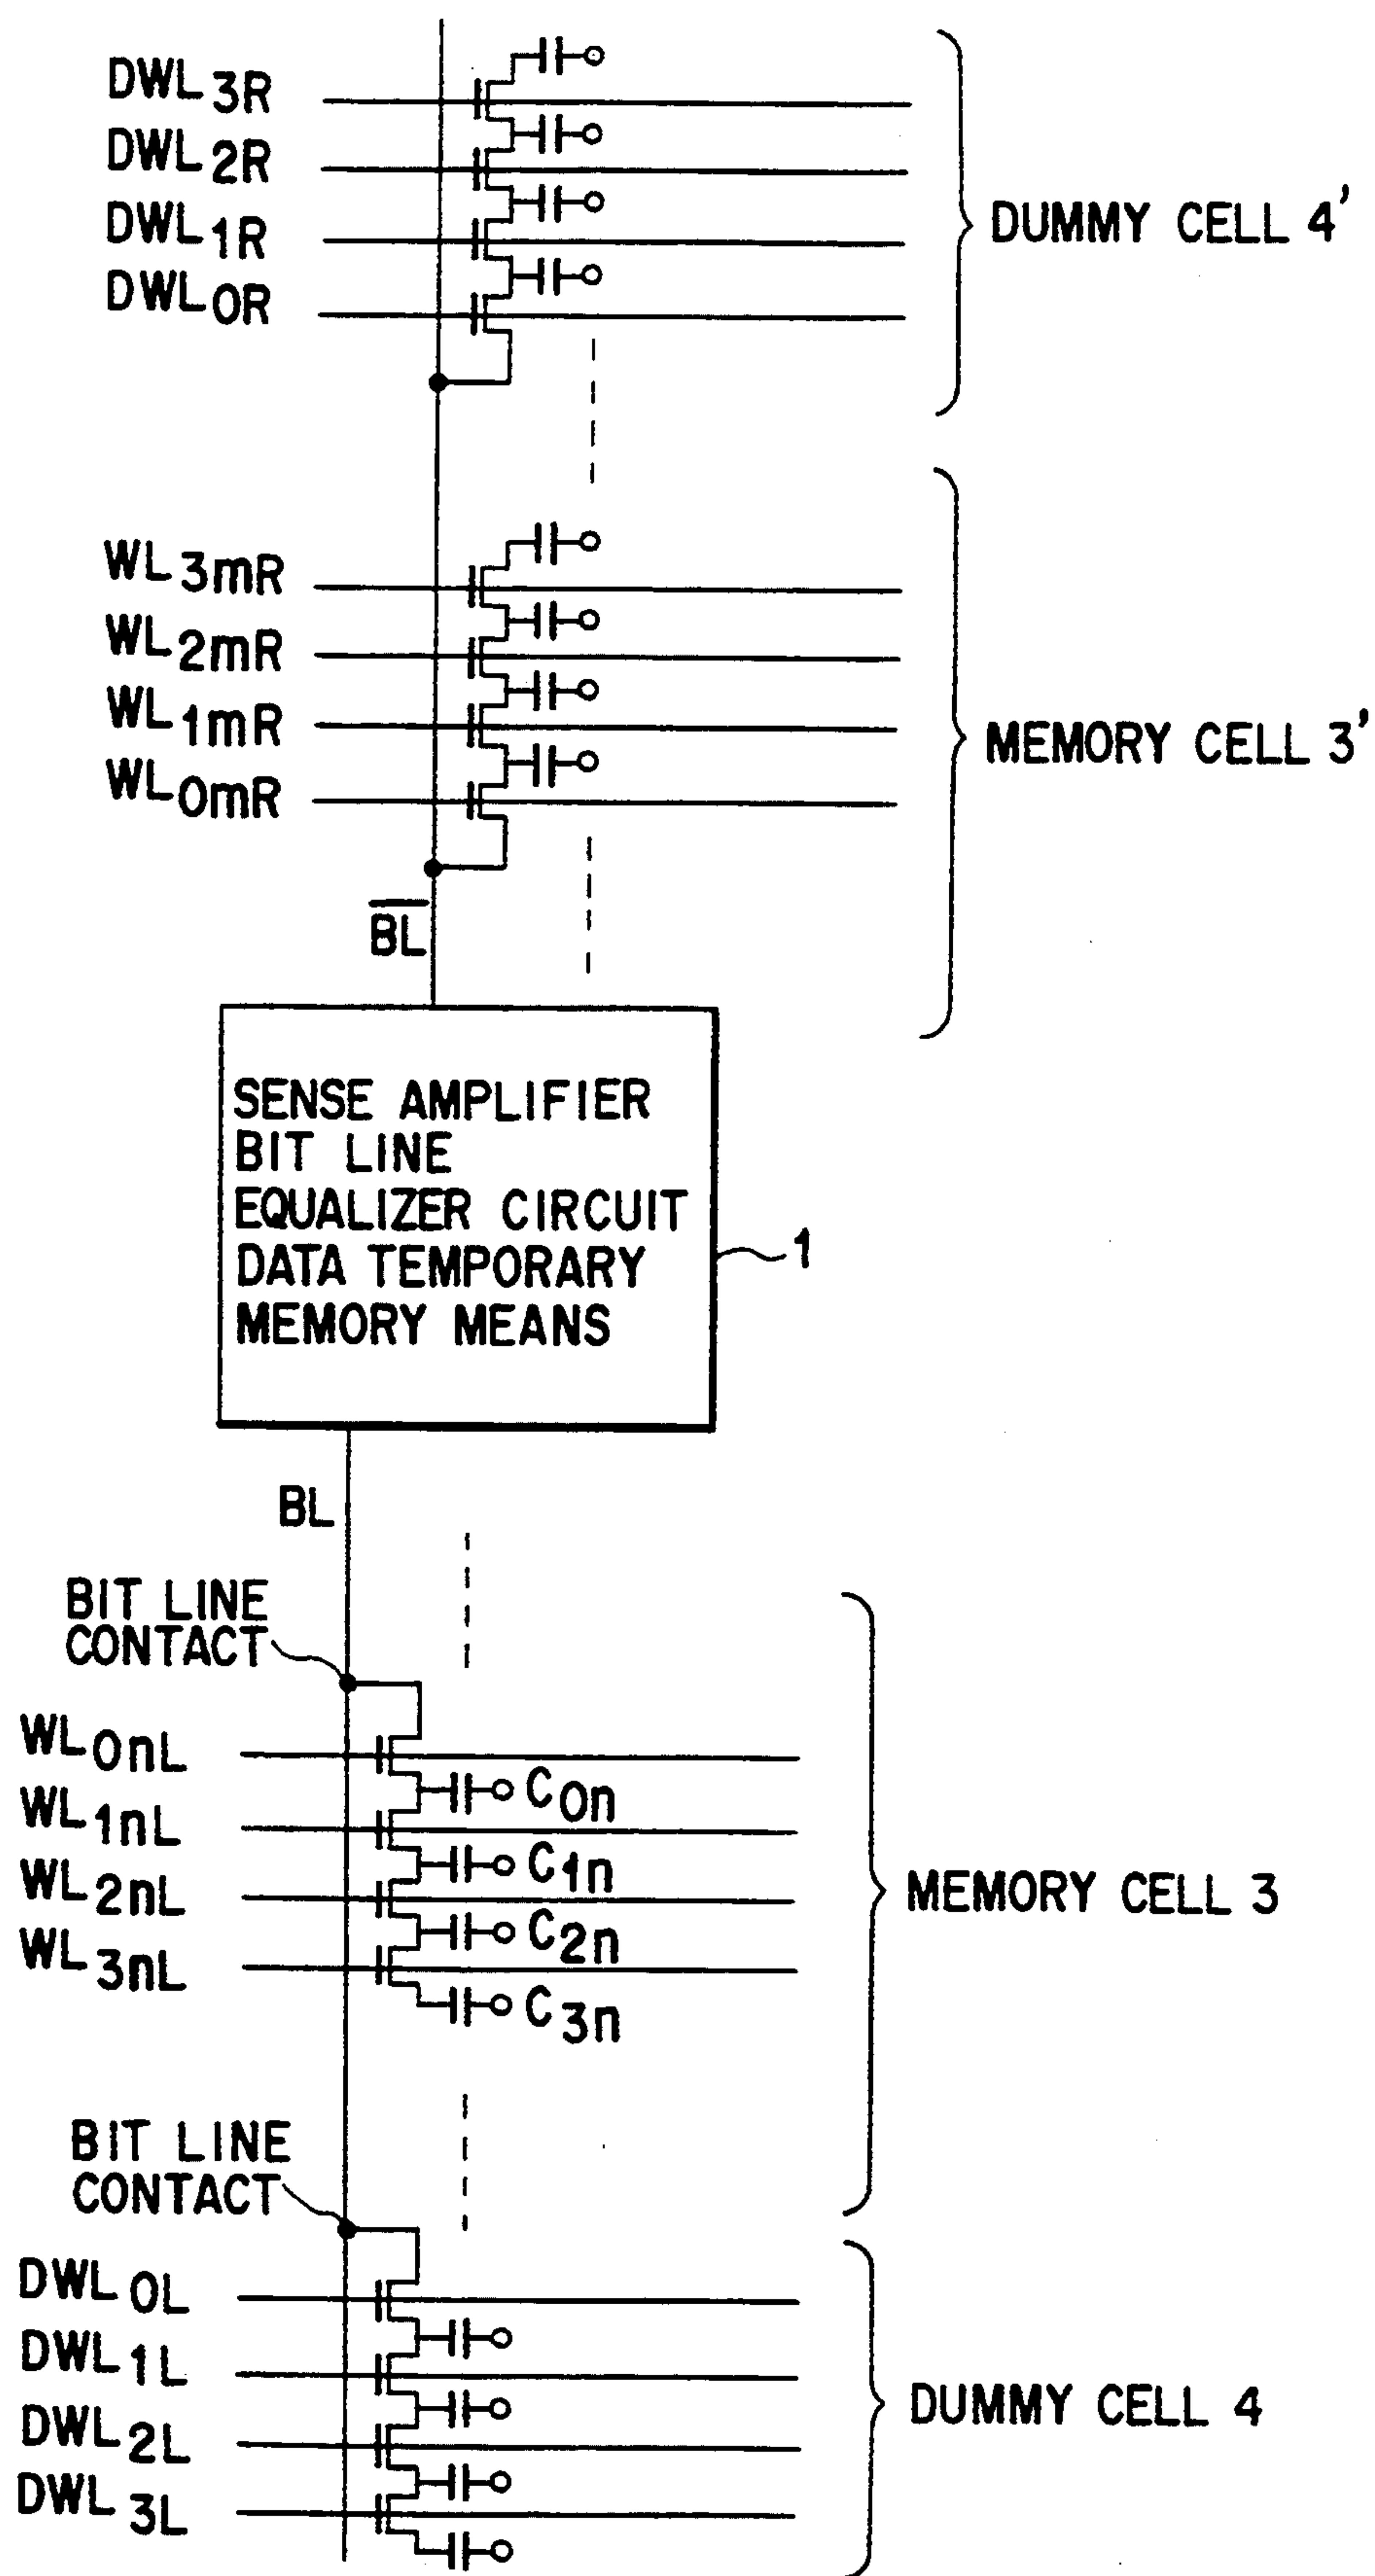 DWL3R
DWL2R
DWL1R
DWL0R
DUMMY CELL 4'
WL3mR
WL2mR
WL1mR
WL0mR
MEMORY CELL 3'
BL
SENSE AMPLIFIER
BIT LINE
EQUALIZER CIRCUIT
DATA TEMPORARY
MEMORY MEANS
1
BL
BIT LINE
CONTACT
WL0nL
C0n
WL1nL
C1n
WL2nL
C2n
WL3nL
C3n
MEMORY CELL 3
BIT LINE
CONTACT
DWL0L
DWL1L
DWL2L
DWL3L
DUMMY CELL 4